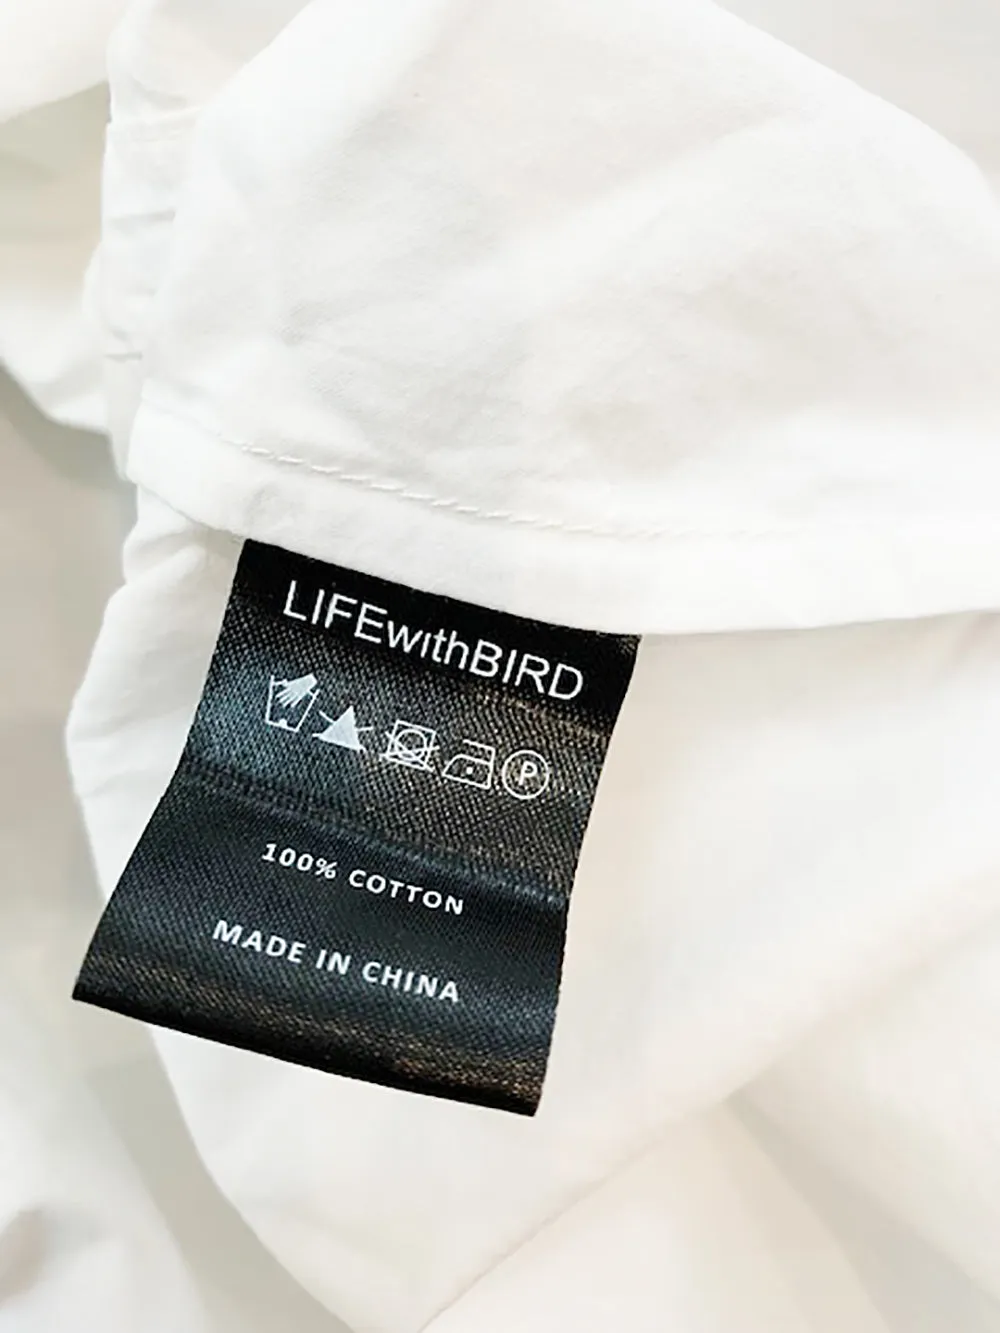 LIFEwithBIRD
P
100% COTTON
MADE IN CHINA